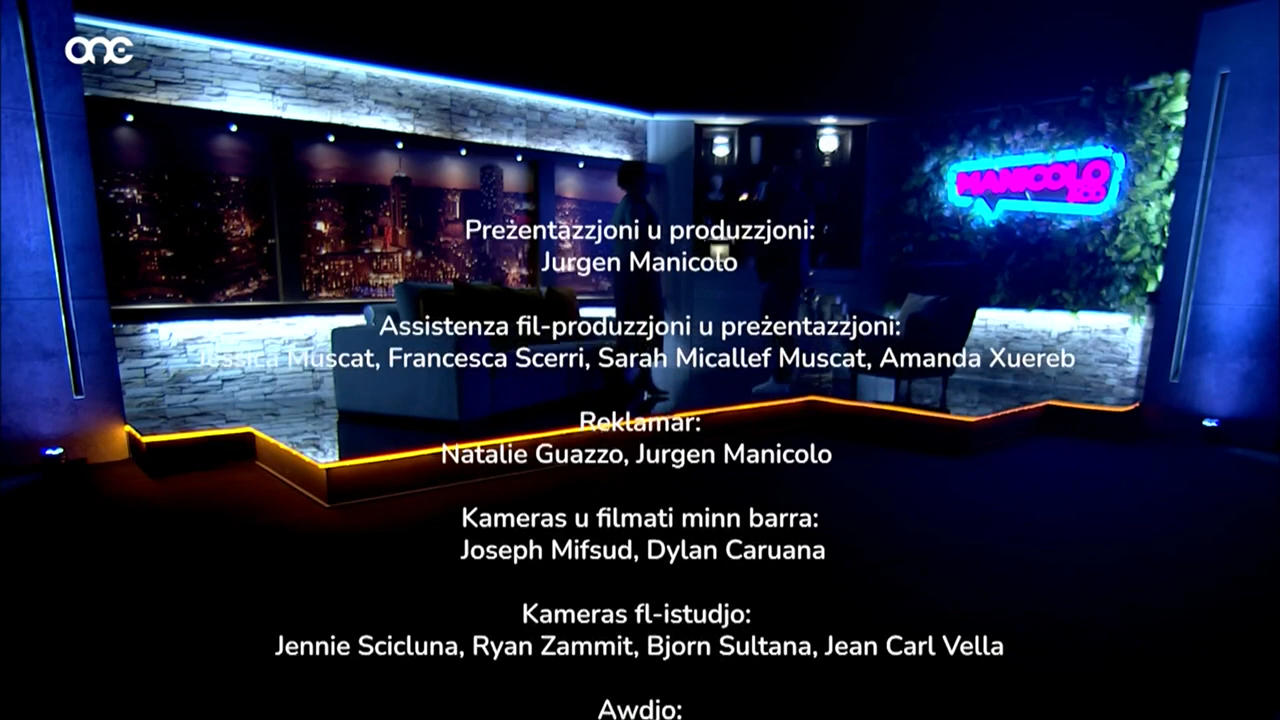 one
MANICOLO
Preżentazzjoni u produzzjoni:
Jurgen Manicolo
Assistenza fil-produzzjoni u preżentazzjoni:
Jessica Muscat, Francesca Scerri, Sarah Micallef Muscat, Amanda Xuereb
Reklamar:
Natalie Guazzo, Jurgen Manicolo
Kameras u filmati minn barra:
Joseph Mifsud, Dylan Caruana
Kameras fl-istudjo:
Jennie Scicluna, Ryan Zammit, Bjorn Sultana, Jean Carl Vella
Awdjo: